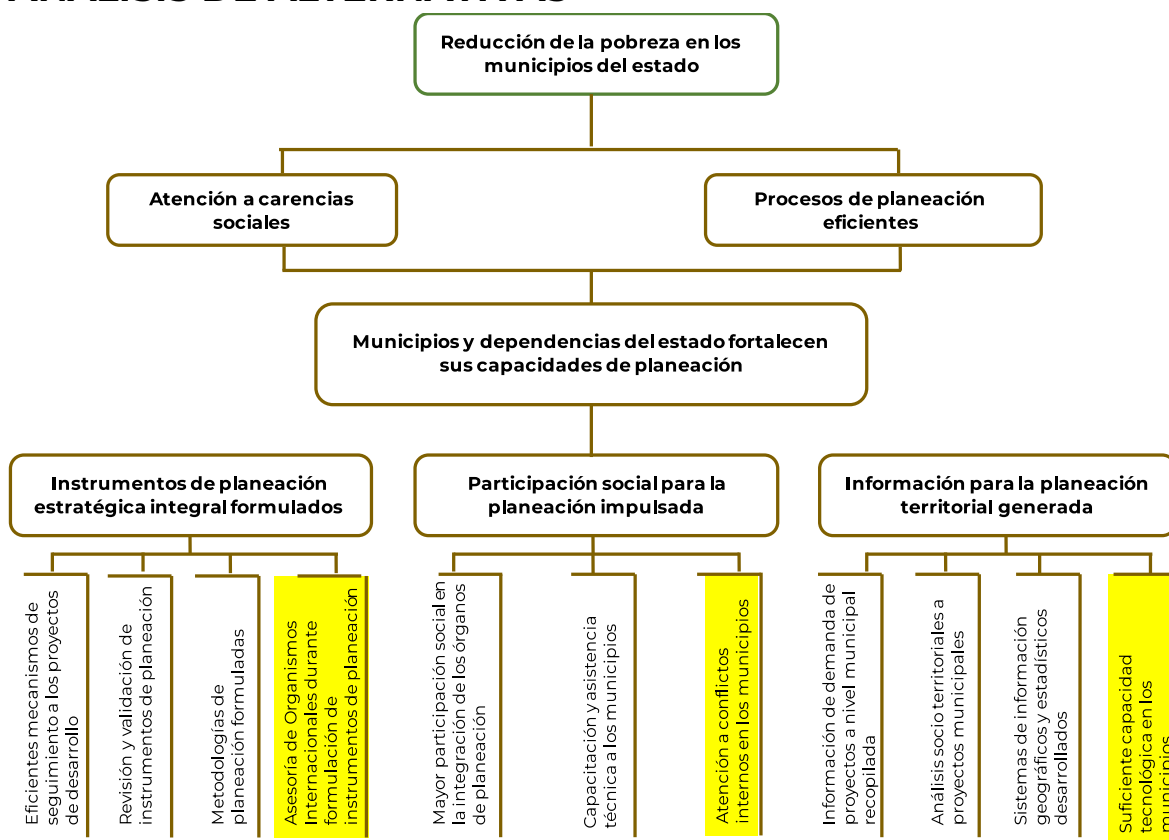 ANÁLISIS DE ALTERNATIVAS
Reducción de la pobreza en los
municipios del estado
Atención a carencias
sociales
Procesos de planeación
eficientes
Municipios y dependencias del estado fortalecen
sus capacidades de planeación
Instrumentos de planeación
estratégica integral formulados
Participación social para la
planeación impulsada
Información para la planeación
territorial generada
Eficientes mecanismos de
seguimiento a los proyectos
de desarrollo
Revisión y validación de
instrumentos de planeación
Metodologías de
planeación formuladas
Asesoría de Organismos
Internacionales durante
formulación de
instrumentos de planeación
Mayor participación social en
la integración de los órganos
de planeación
Capacitación y asistencia
técnica a los municipios
Atención a conflictos
internos en los municipios
Información de demanda de
proyectos a nivel municipal
recopilada
Análisis socio territoriales a
proyectos municipales
Sistemas de información
geográficos y estadísticos
desarrollados
Suficiente capacidad
tecnológica en los
municipios